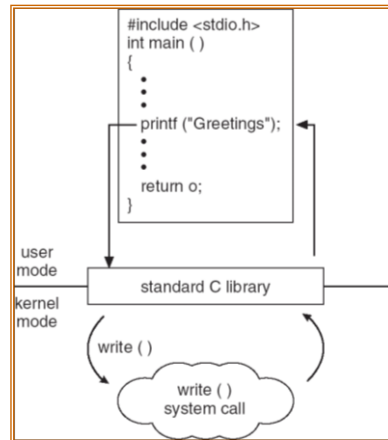 #include <stdio.h>
int main ( )
{
•
•
•
printf ("Greetings");
•
•
•
return o;
}
user
mode
standard C library
kernel
mode
write ( )
write ( )
system call